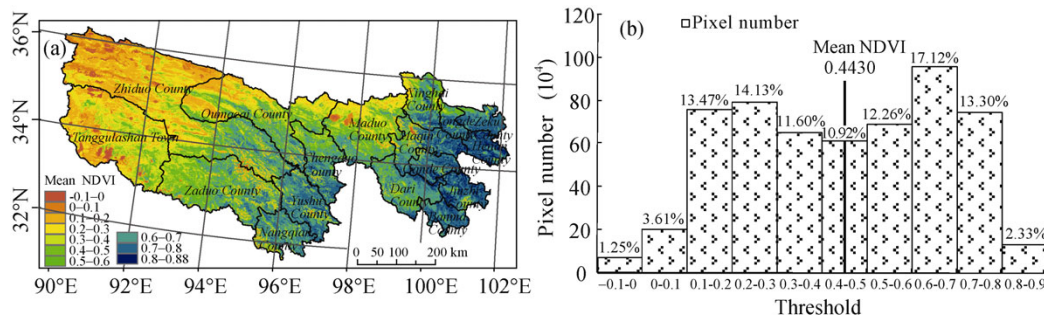 (a)
36°N
34°N
32°N
Zhiduo County
Qumacai County
Tanggulashan Town
Zaduo County
Maduo
County
Xinghai
County
Zeku
County
Maqin County
County
Chengduo
County
Yushu
County
Nangqian
County
Dari
County
Mean NDVI
-0.1–0
0–0.1
0.1–0.2
0.2–0.3
0.3–0.4
0.4–0.5
0.5–0.6
0.6–0.7
0.7–0.8
0.8–0.88
0 50 100 200 km
90°E 92°E 94°E 96°E 98°E 100°E 102°E
(b)
Pixel number
Mean NDVI
0.4430
Pixel number (10⁴)
120
100
80
60
40
20
0
1.25%
3.61%
13.47%
14.13%
11.60%
10.92%
12.26%
17.12%
13.30%
2.33%
−0.1-0 0-0.1 0.1-0.2 0.2-0.3 0.3-0.4 0.4-0.5 0.5-0.6 0.6-0.7 0.7-0.8 0.8-0.9
Threshold